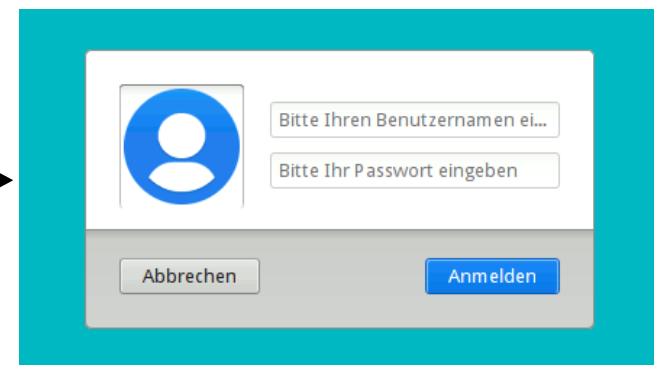 Bitte Ihren Benutzernamen ei...
Bitte Ihr Passwort eingeben
Abbrechen
Anmelden